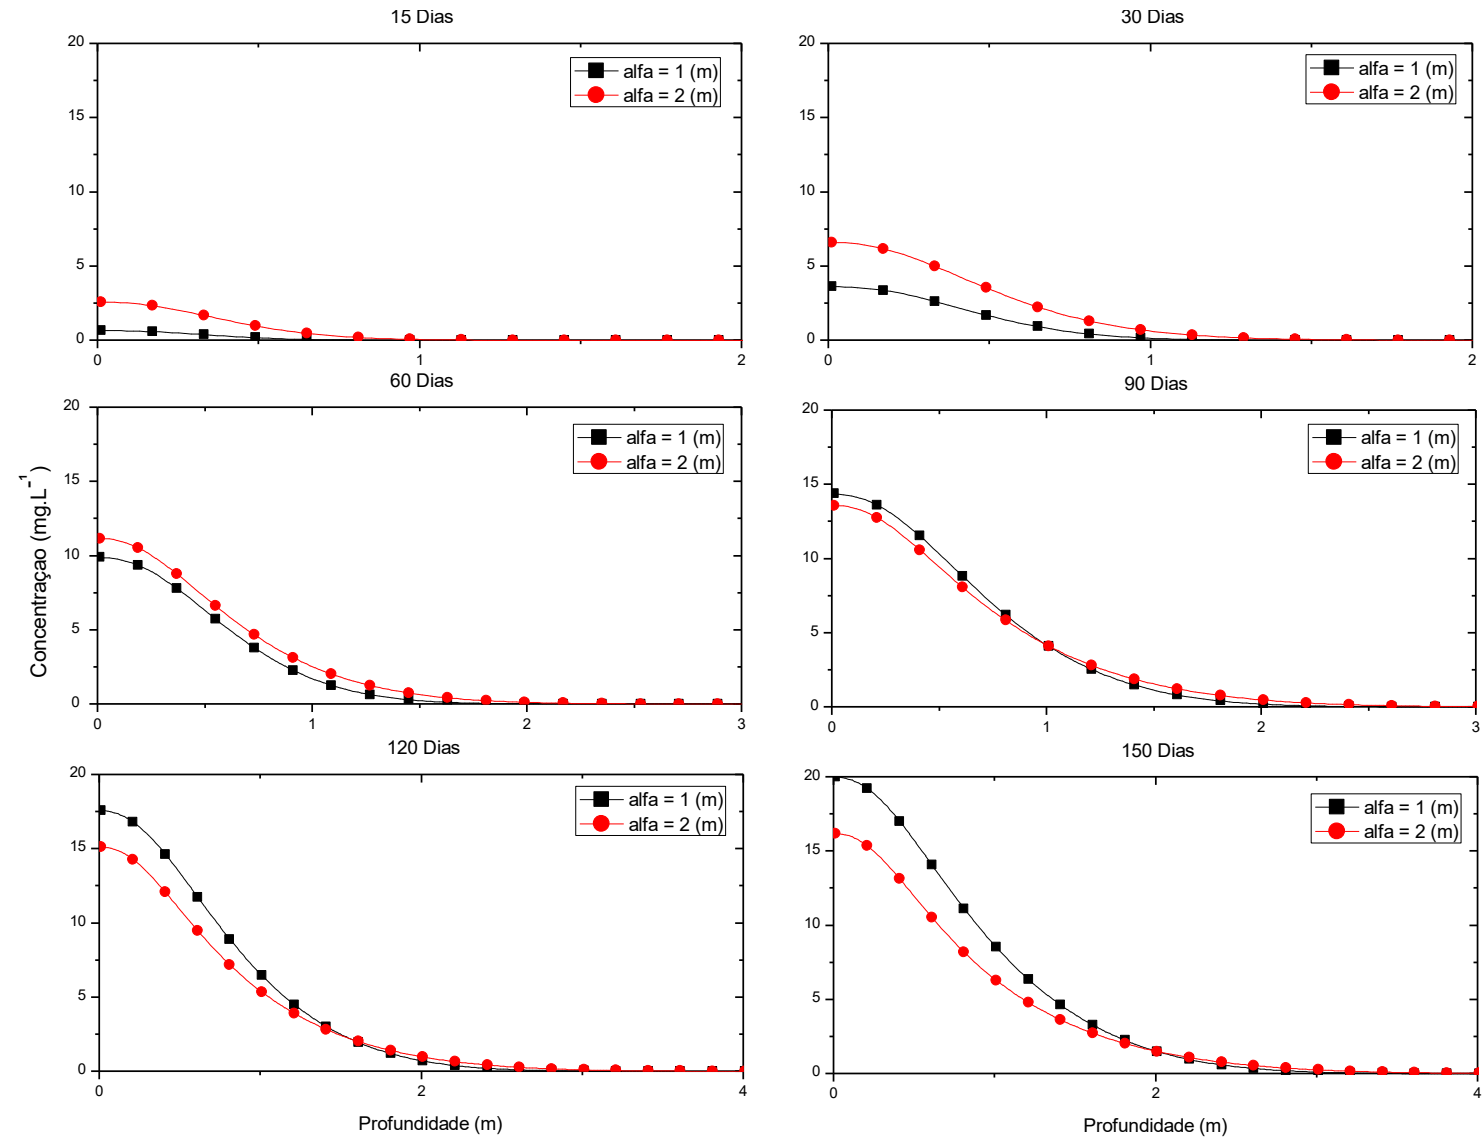 15 Dias
20
15
10
5
0
0 1 2
alfa = 1 (m)
alfa = 2 (m)
30 Dias
20
15
10
5
0
0 1 2
alfa = 1 (m)
alfa = 2 (m)
Concentraçao (mg.L⁻¹)
60 Dias
20
15
10
5
0
0 1 2 3
alfa = 1 (m)
alfa = 2 (m)
90 Dias
20
15
10
5
0
0 1 2 3
alfa = 1 (m)
alfa = 2 (m)
120 Dias
20
15
10
5
0
0 2 4
alfa = 1 (m)
alfa = 2 (m)
Profundidade (m)
150 Dias
20
15
10
5
0
0 2 4
alfa = 1 (m)
alfa = 2 (m)
Profundidade (m)